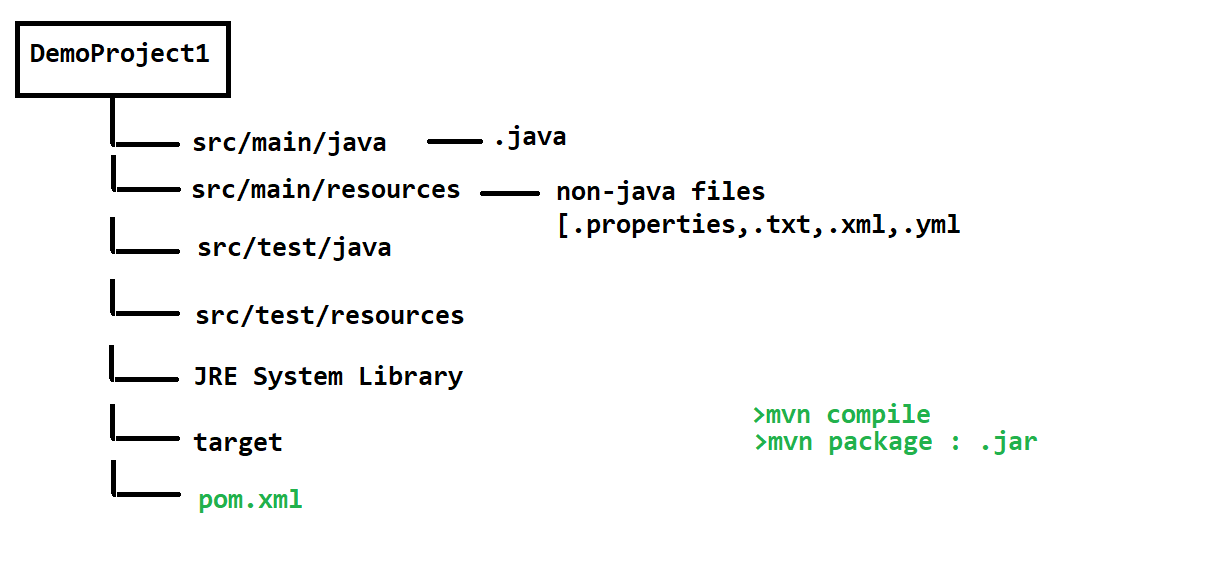 DemoProject1
src/main/java
.java
src/main/resources
non-java files
[.properties,.txt,.xml,.yml
src/test/java
src/test/resources
JRE System Library
>mvn compile
target
>mvn package : .jar
pom.xml